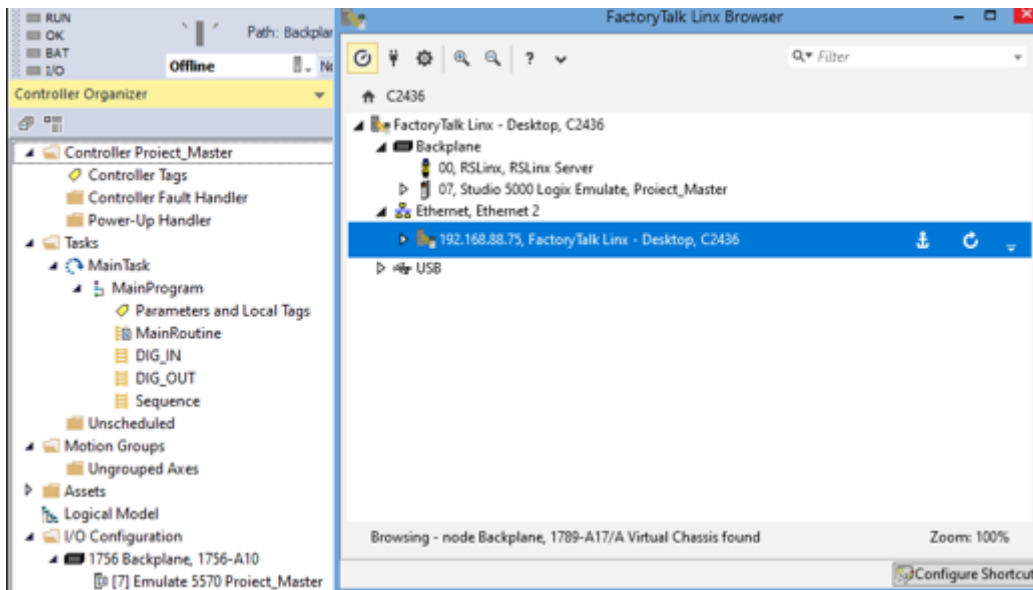 RUN
OK
BAT
I/O
Path: Backplan
Offline
No
Controller Organizer
Controller Proiect_Master
Controller Tags
Controller Fault Handler
Power-Up Handler
Tasks
MainTask
MainProgram
Parameters and Local Tags
MainRoutine
DIG_IN
DIG_OUT
Sequence
Unscheduled
Motion Groups
Ungrouped Axes
Assets
Logical Model
I/O Configuration
1756 Backplane, 1756-A10
[7] Emulate 5570 Proiect_Master
FactoryTalk Linx Browser
Filter
C2436
FactoryTalk Linx - Desktop, C2436
Backplane
00, RSLinx, RSLinx Server
07, Studio 5000 Logix Emulate, Proiect_Master
Ethernet, Ethernet 2
192.168.88.75, FactoryTalk Linx - Desktop, C2436
USB
Browsing - node Backplane, 1789-A17/A Virtual Chassis found
Zoom: 100%
Configure Shortcut